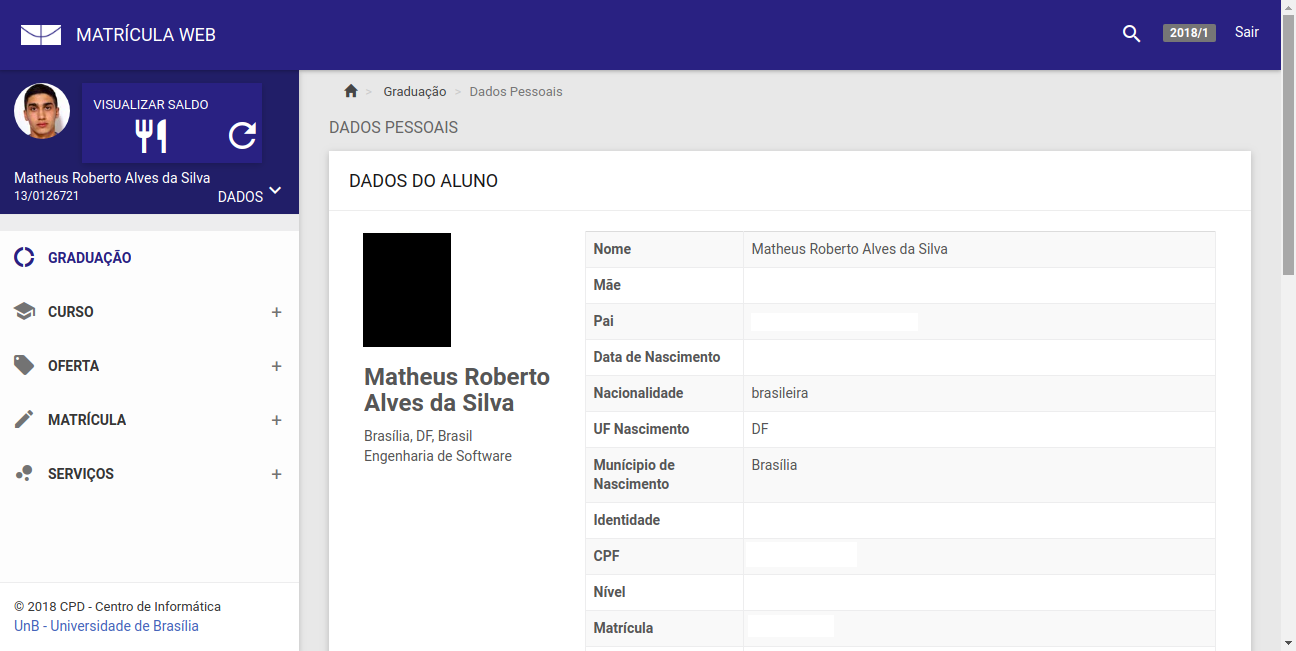 MATRÍCULA WEB
2018/1
Sair
VISUALIZAR SALDO
Matheus Roberto Alves da Silva
13/0126721
DADOS
GRADUAÇÃO
CURSO +
OFERTA +
MATRÍCULA +
SERVIÇOS +
© 2018 CPD - Centro de Informática
UnB - Universidade de Brasília
> Graduação > Dados Pessoais
DADOS PESSOAIS
DADOS DO ALUNO
Matheus Roberto
Alves da Silva
Brasília, DF, Brasil
Engenharia de Software
Nome Matheus Roberto Alves da Silva
Mãe
Pai
Data de Nascimento
Nacionalidade brasileira
UF Nascimento DF
Munícipio de Brasília
Nascimento
Identidade
CPF
Nível
Matrícula